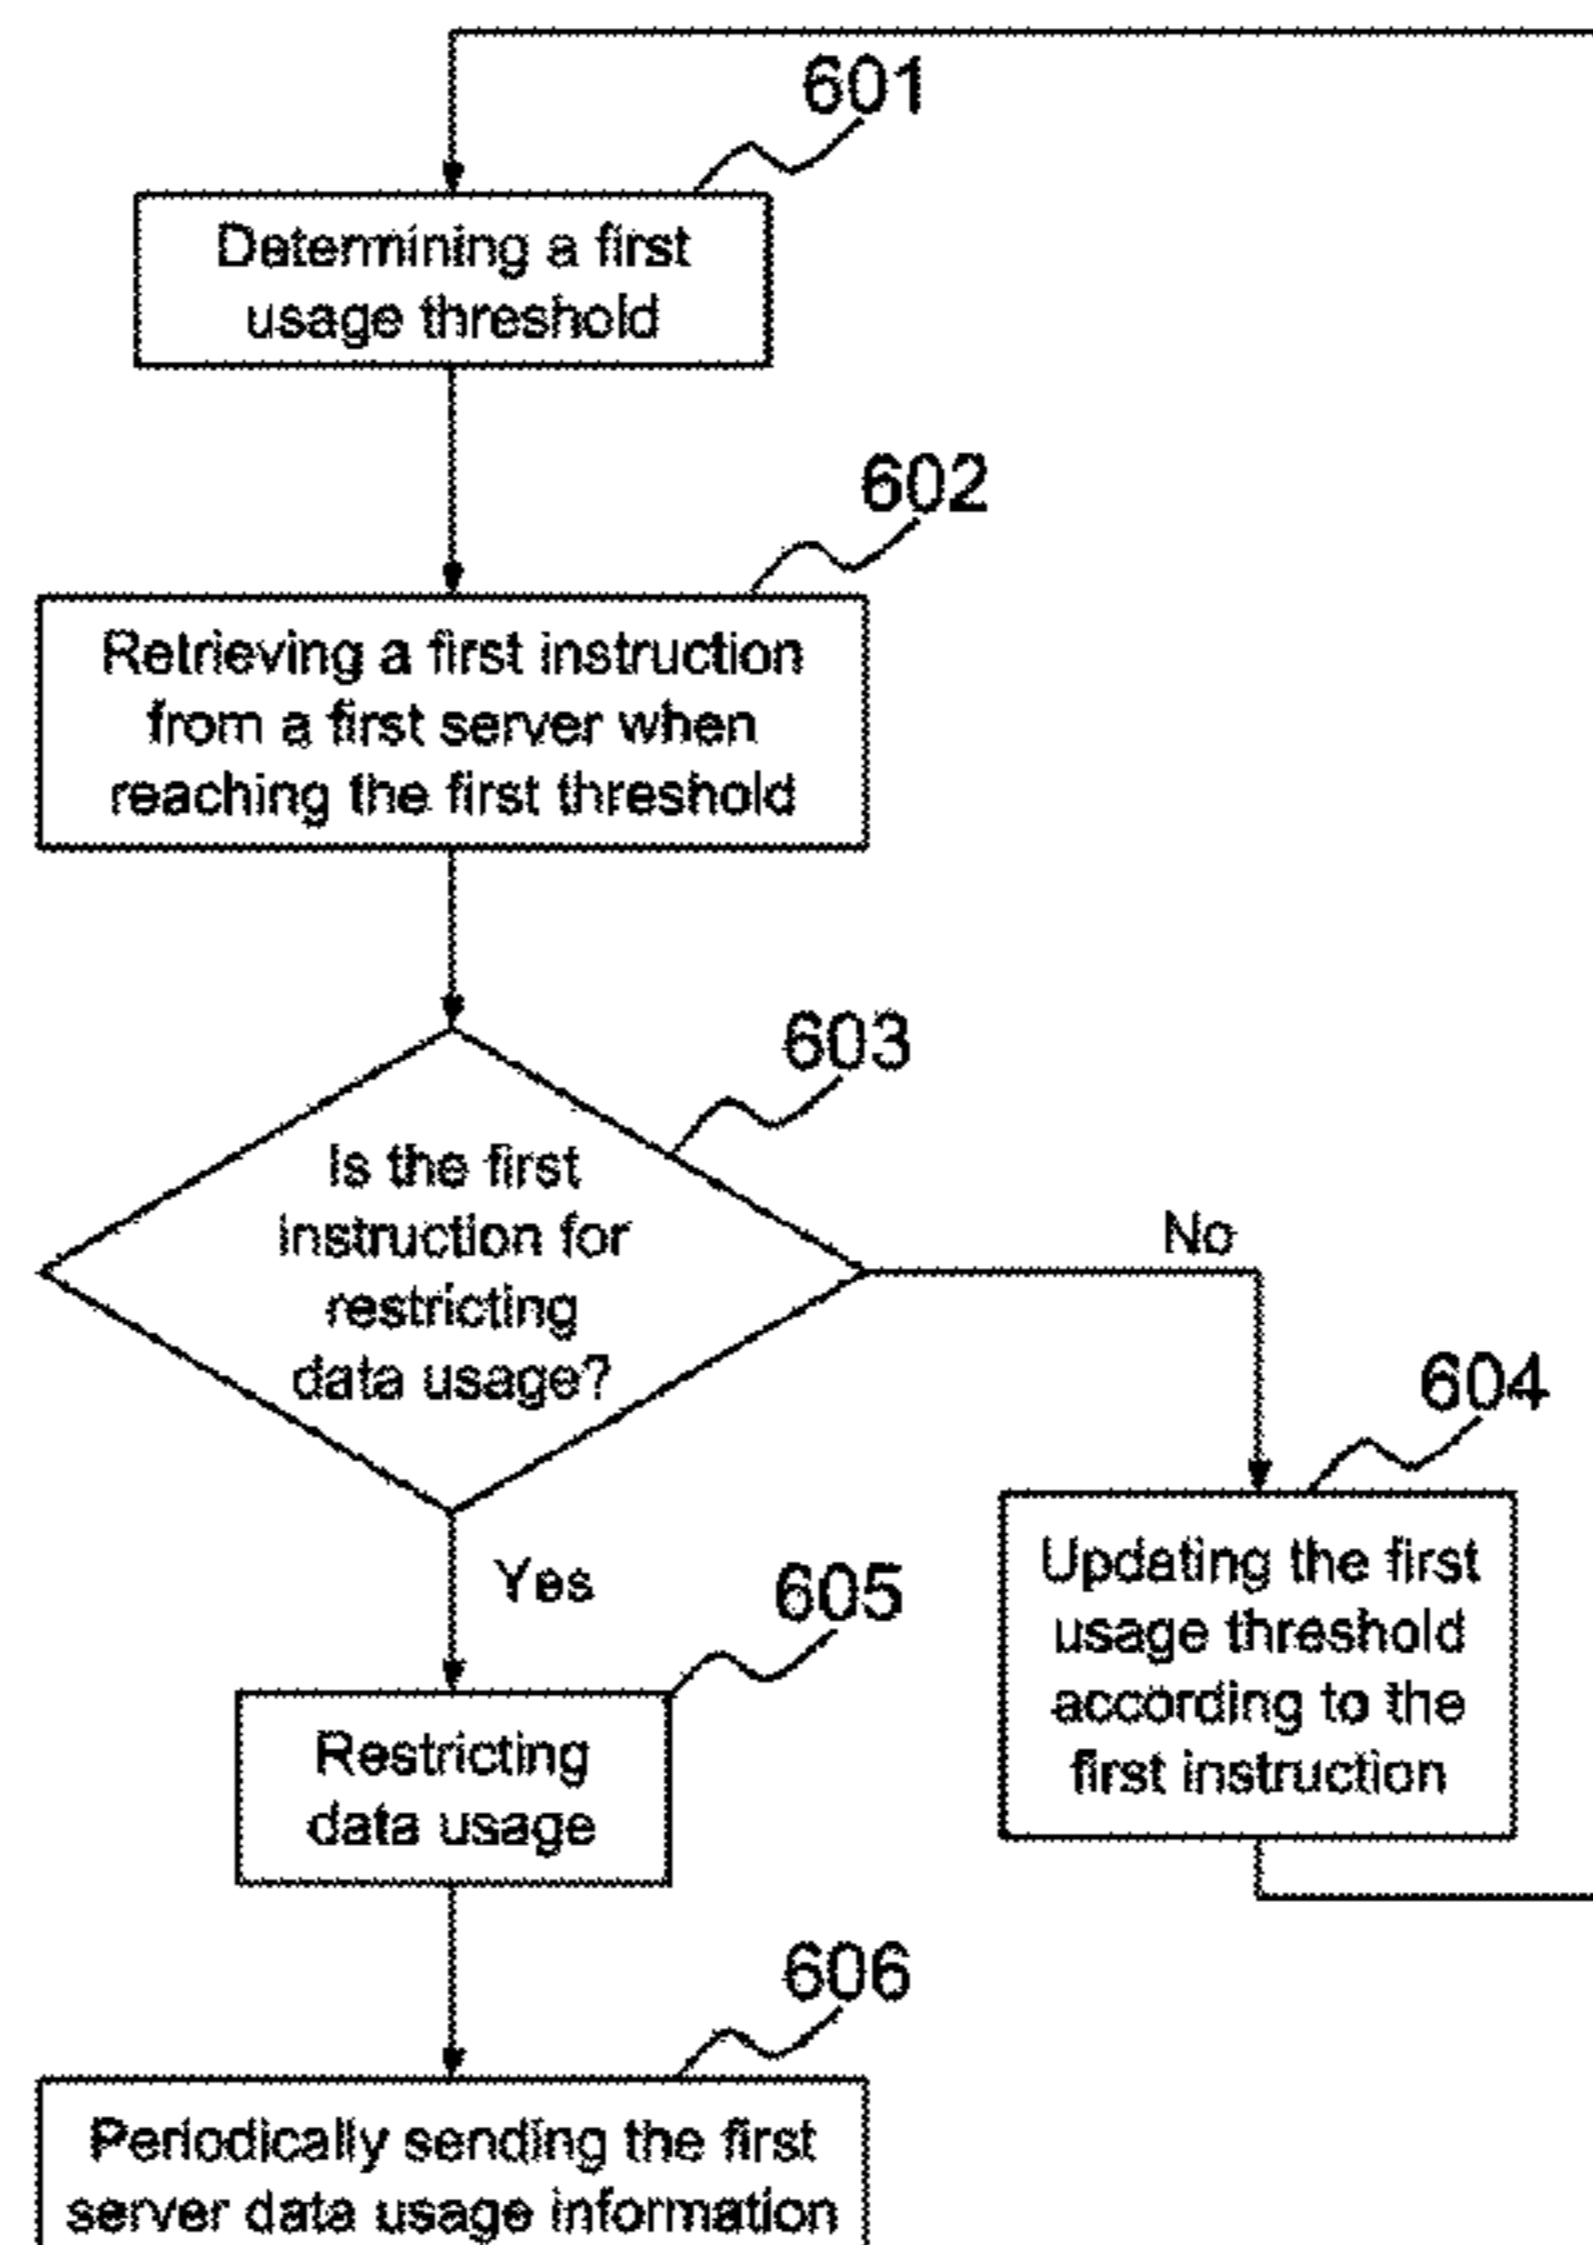 601
Determining a first
usage threshold
602
Retrieving a first instruction
from a first server when
reaching the first threshold
603
Is the first
instruction for
restricting
data usage?
No
604
Updating the first
usage threshold
according to the
first instruction
Yes
605
Restricting
data usage
606
Periodically sending the first
server data usage information